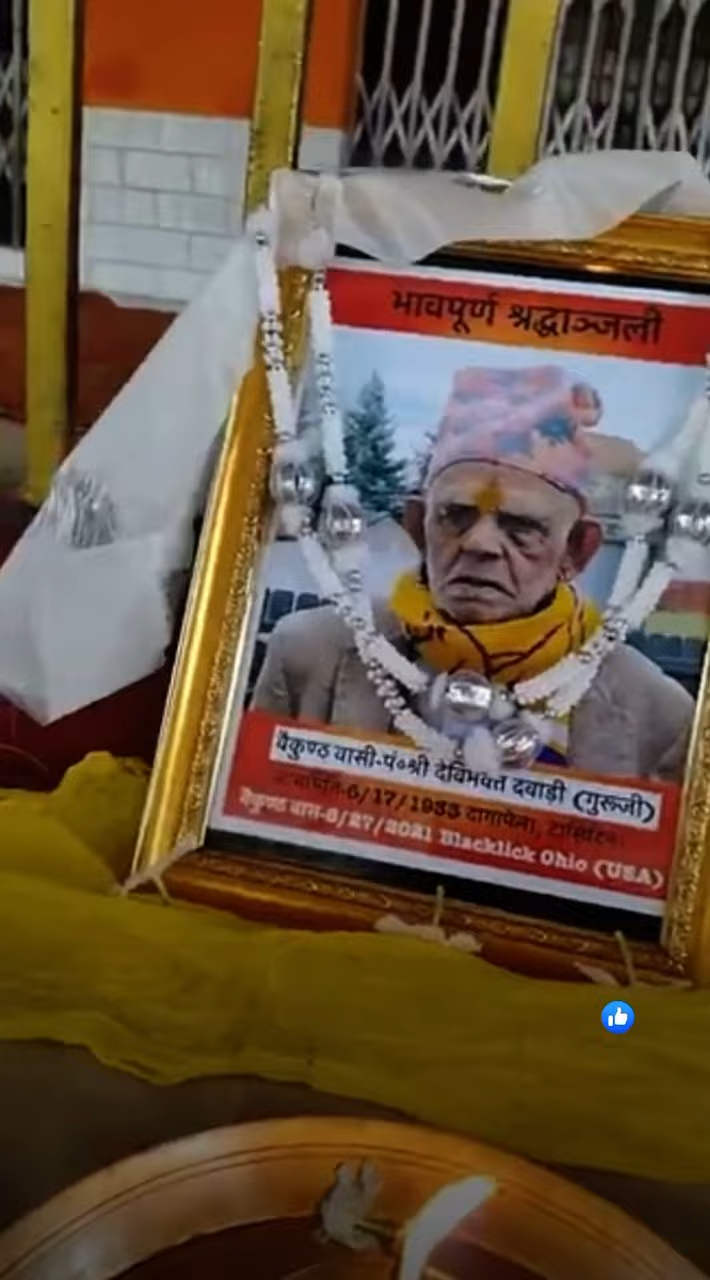 भावपूर्ण श्रद्धाञ्जली
वैकुण्ठ वासी-पं०श्री देवीभक्त दवाड़ी (गुरूजी)
6/17/1933 दागापेला,
वैकुण्ठ वास-6/27/2021 Blacklick Ohio (USA)